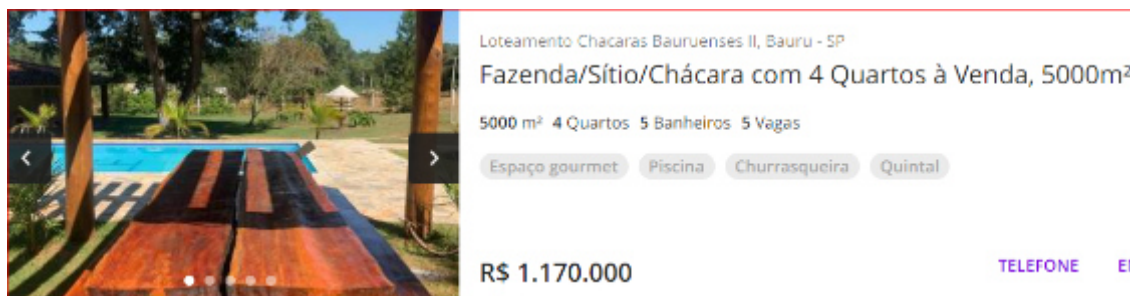 Loteamento Chacaras Bauruenses II, Bauru - SP
Fazenda/Sítio/Chácara com 4 Quartos à Venda, 5000m²
5000 m² 4 Quartos 5 Banheiros 5 Vagas
Espaço gourmet Piscina Churrasqueira Quintal
R$ 1.170.000 TELEFONE